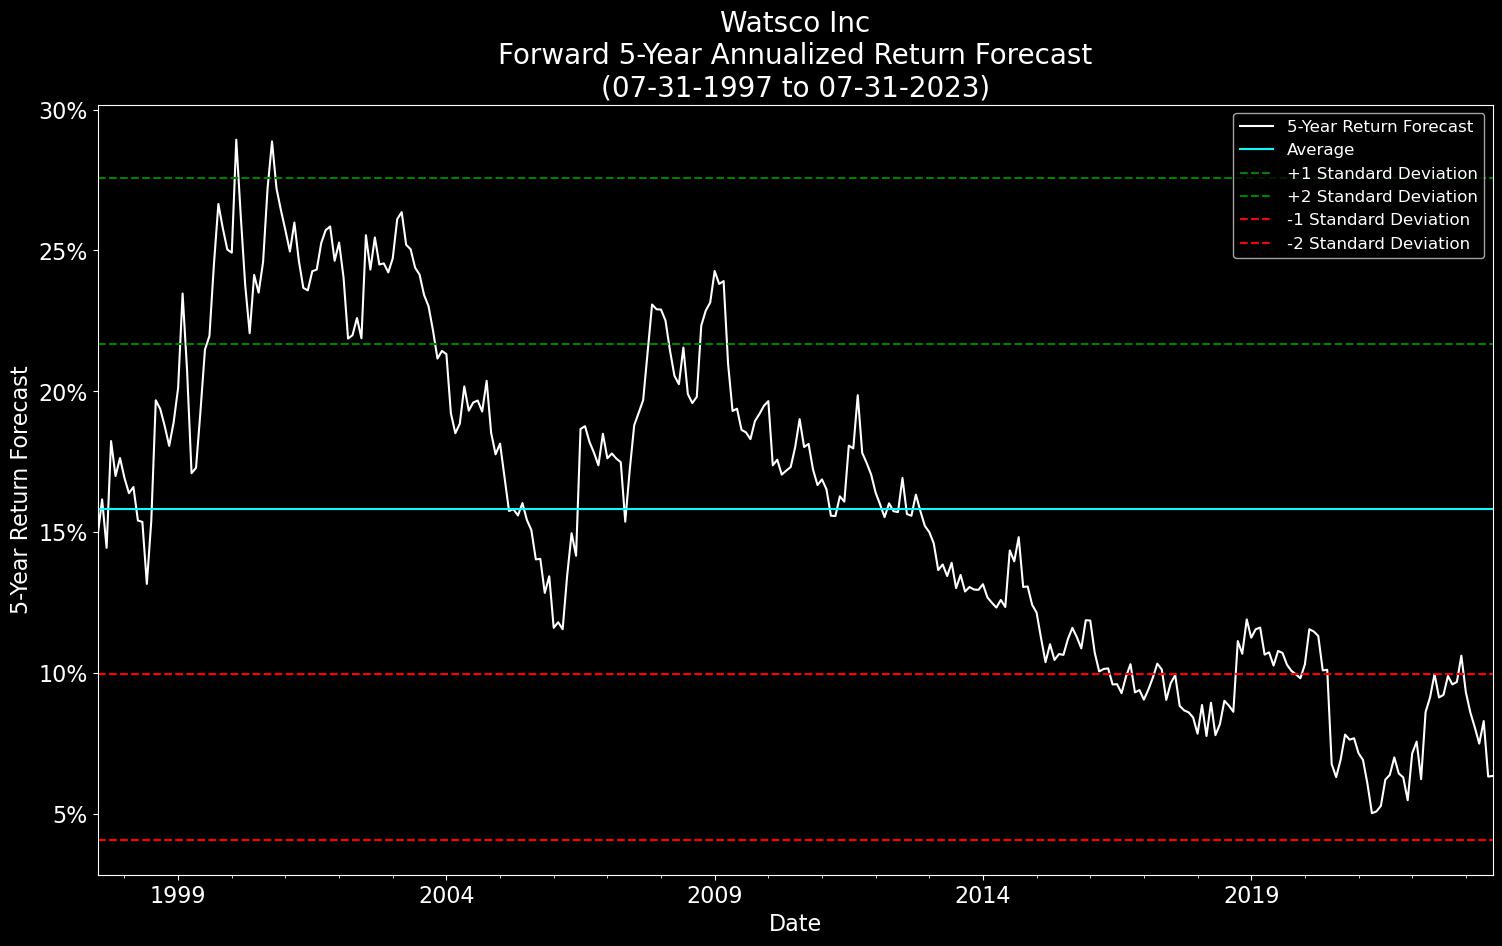 Watsco Inc
Forward 5-Year Annualized Return Forecast
(07-31-1997 to 07-31-2023)
30%
25%
20%
15%
10%
5%
5-Year Return Forecast
5-Year Return Forecast
Average
+1 Standard Deviation
+2 Standard Deviation
-1 Standard Deviation
-2 Standard Deviation
1999 2004 2009 2014 2019
Date